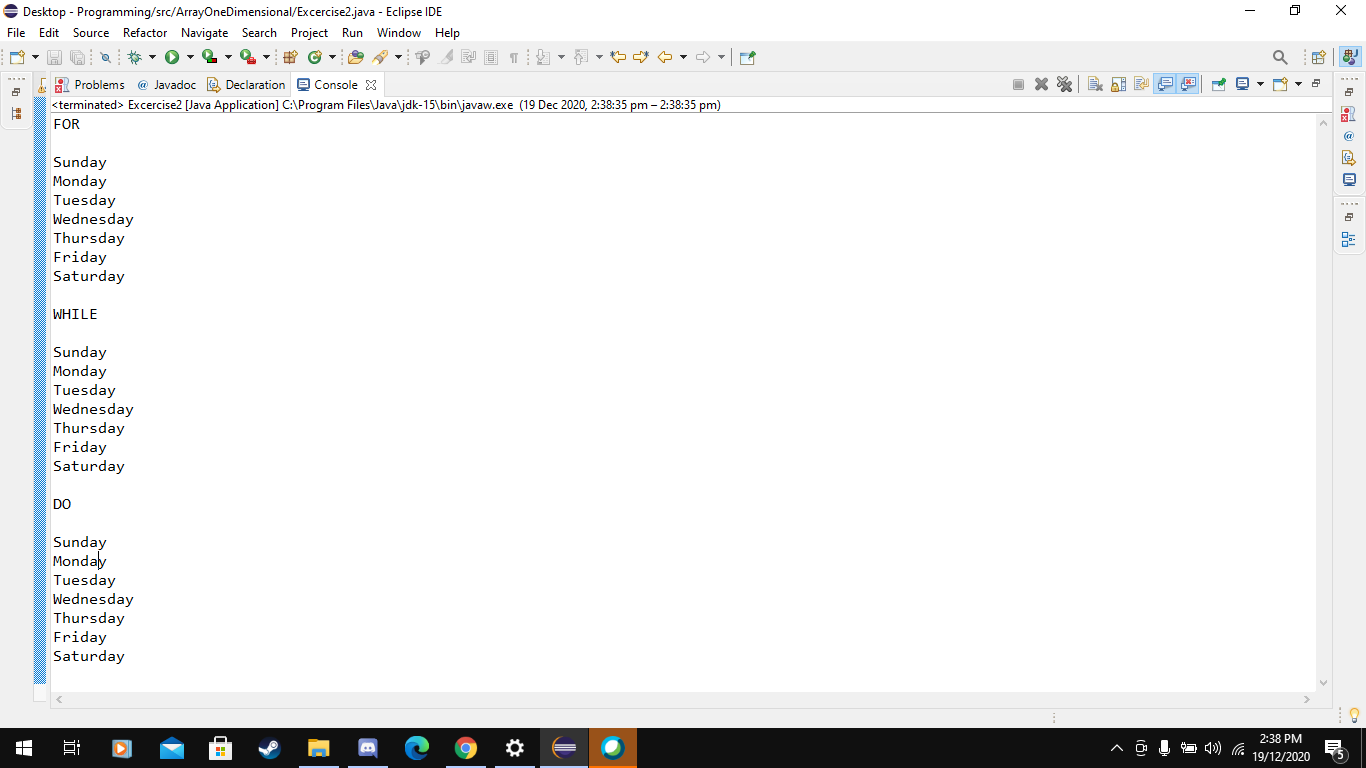 Desktop - Programming/src/ArrayOneDimensional/Excercise2.java - Eclipse IDE
File Edit Source Refactor Navigate Search Project Run Window Help
Problems @ Javadoc Declaration Console
<terminated> Excercise2 [Java Application] C:\Program Files\Java\jdk-15\bin\javaw.exe (19 Dec 2020, 2:38:35 pm – 2:38:35 pm)
FOR
Sunday
Monday
Tuesday
Wednesday
Thursday
Friday
Saturday
WHILE
Sunday
Monday
Tuesday
Wednesday
Thursday
Friday
Saturday
DO
Sunday
Monday
Tuesday
Wednesday
Thursday
Friday
Saturday
2:38 PM
19/12/2020
5